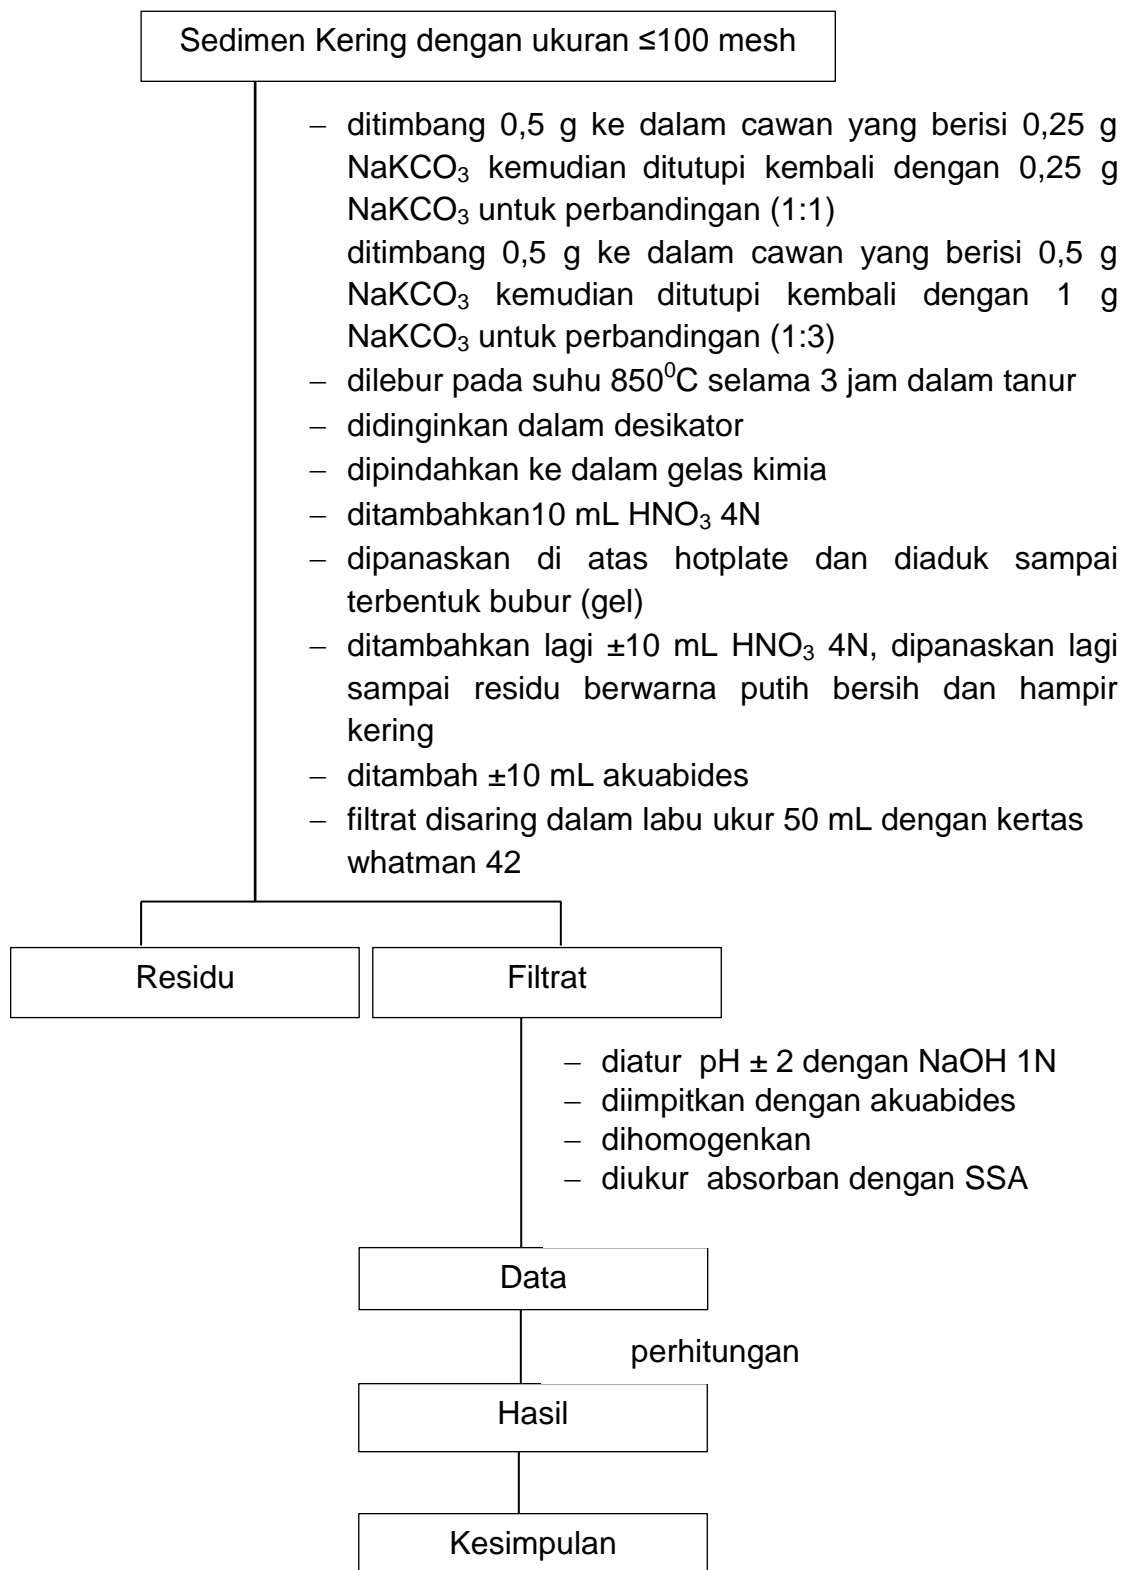 Sedimen Kering dengan ukuran ≤100 mesh
– ditimbang 0,5 g ke dalam cawan yang berisi 0,25 g
NaKCO₃ kemudian ditutupi kembali dengan 0,25 g
NaKCO₃ untuk perbandingan (1:1)
ditimbang 0,5 g ke dalam cawan yang berisi 0,5 g
NaKCO₃ kemudian ditutupi kembali dengan 1 g
NaKCO₃ untuk perbandingan (1:3)
– dilebur pada suhu 850⁰C selama 3 jam dalam tanur
– didinginkan dalam desikator
– dipindahkan ke dalam gelas kimia
– ditambahkan10 mL HNO₃ 4N
– dipanaskan di atas hotplate dan diaduk sampai
terbentuk bubur (gel)
– ditambahkan lagi ±10 mL HNO₃ 4N, dipanaskan lagi
sampai residu berwarna putih bersih dan hampir
kering
– ditambah ±10 mL akuabides
– filtrat disaring dalam labu ukur 50 mL dengan kertas
whatman 42
Residu
Filtrat
– diatur pH ± 2 dengan NaOH 1N
– diimpitkan dengan akuabides
– dihomogenkan
– diukur absorban dengan SSA
Data
perhitungan
Hasil
Kesimpulan